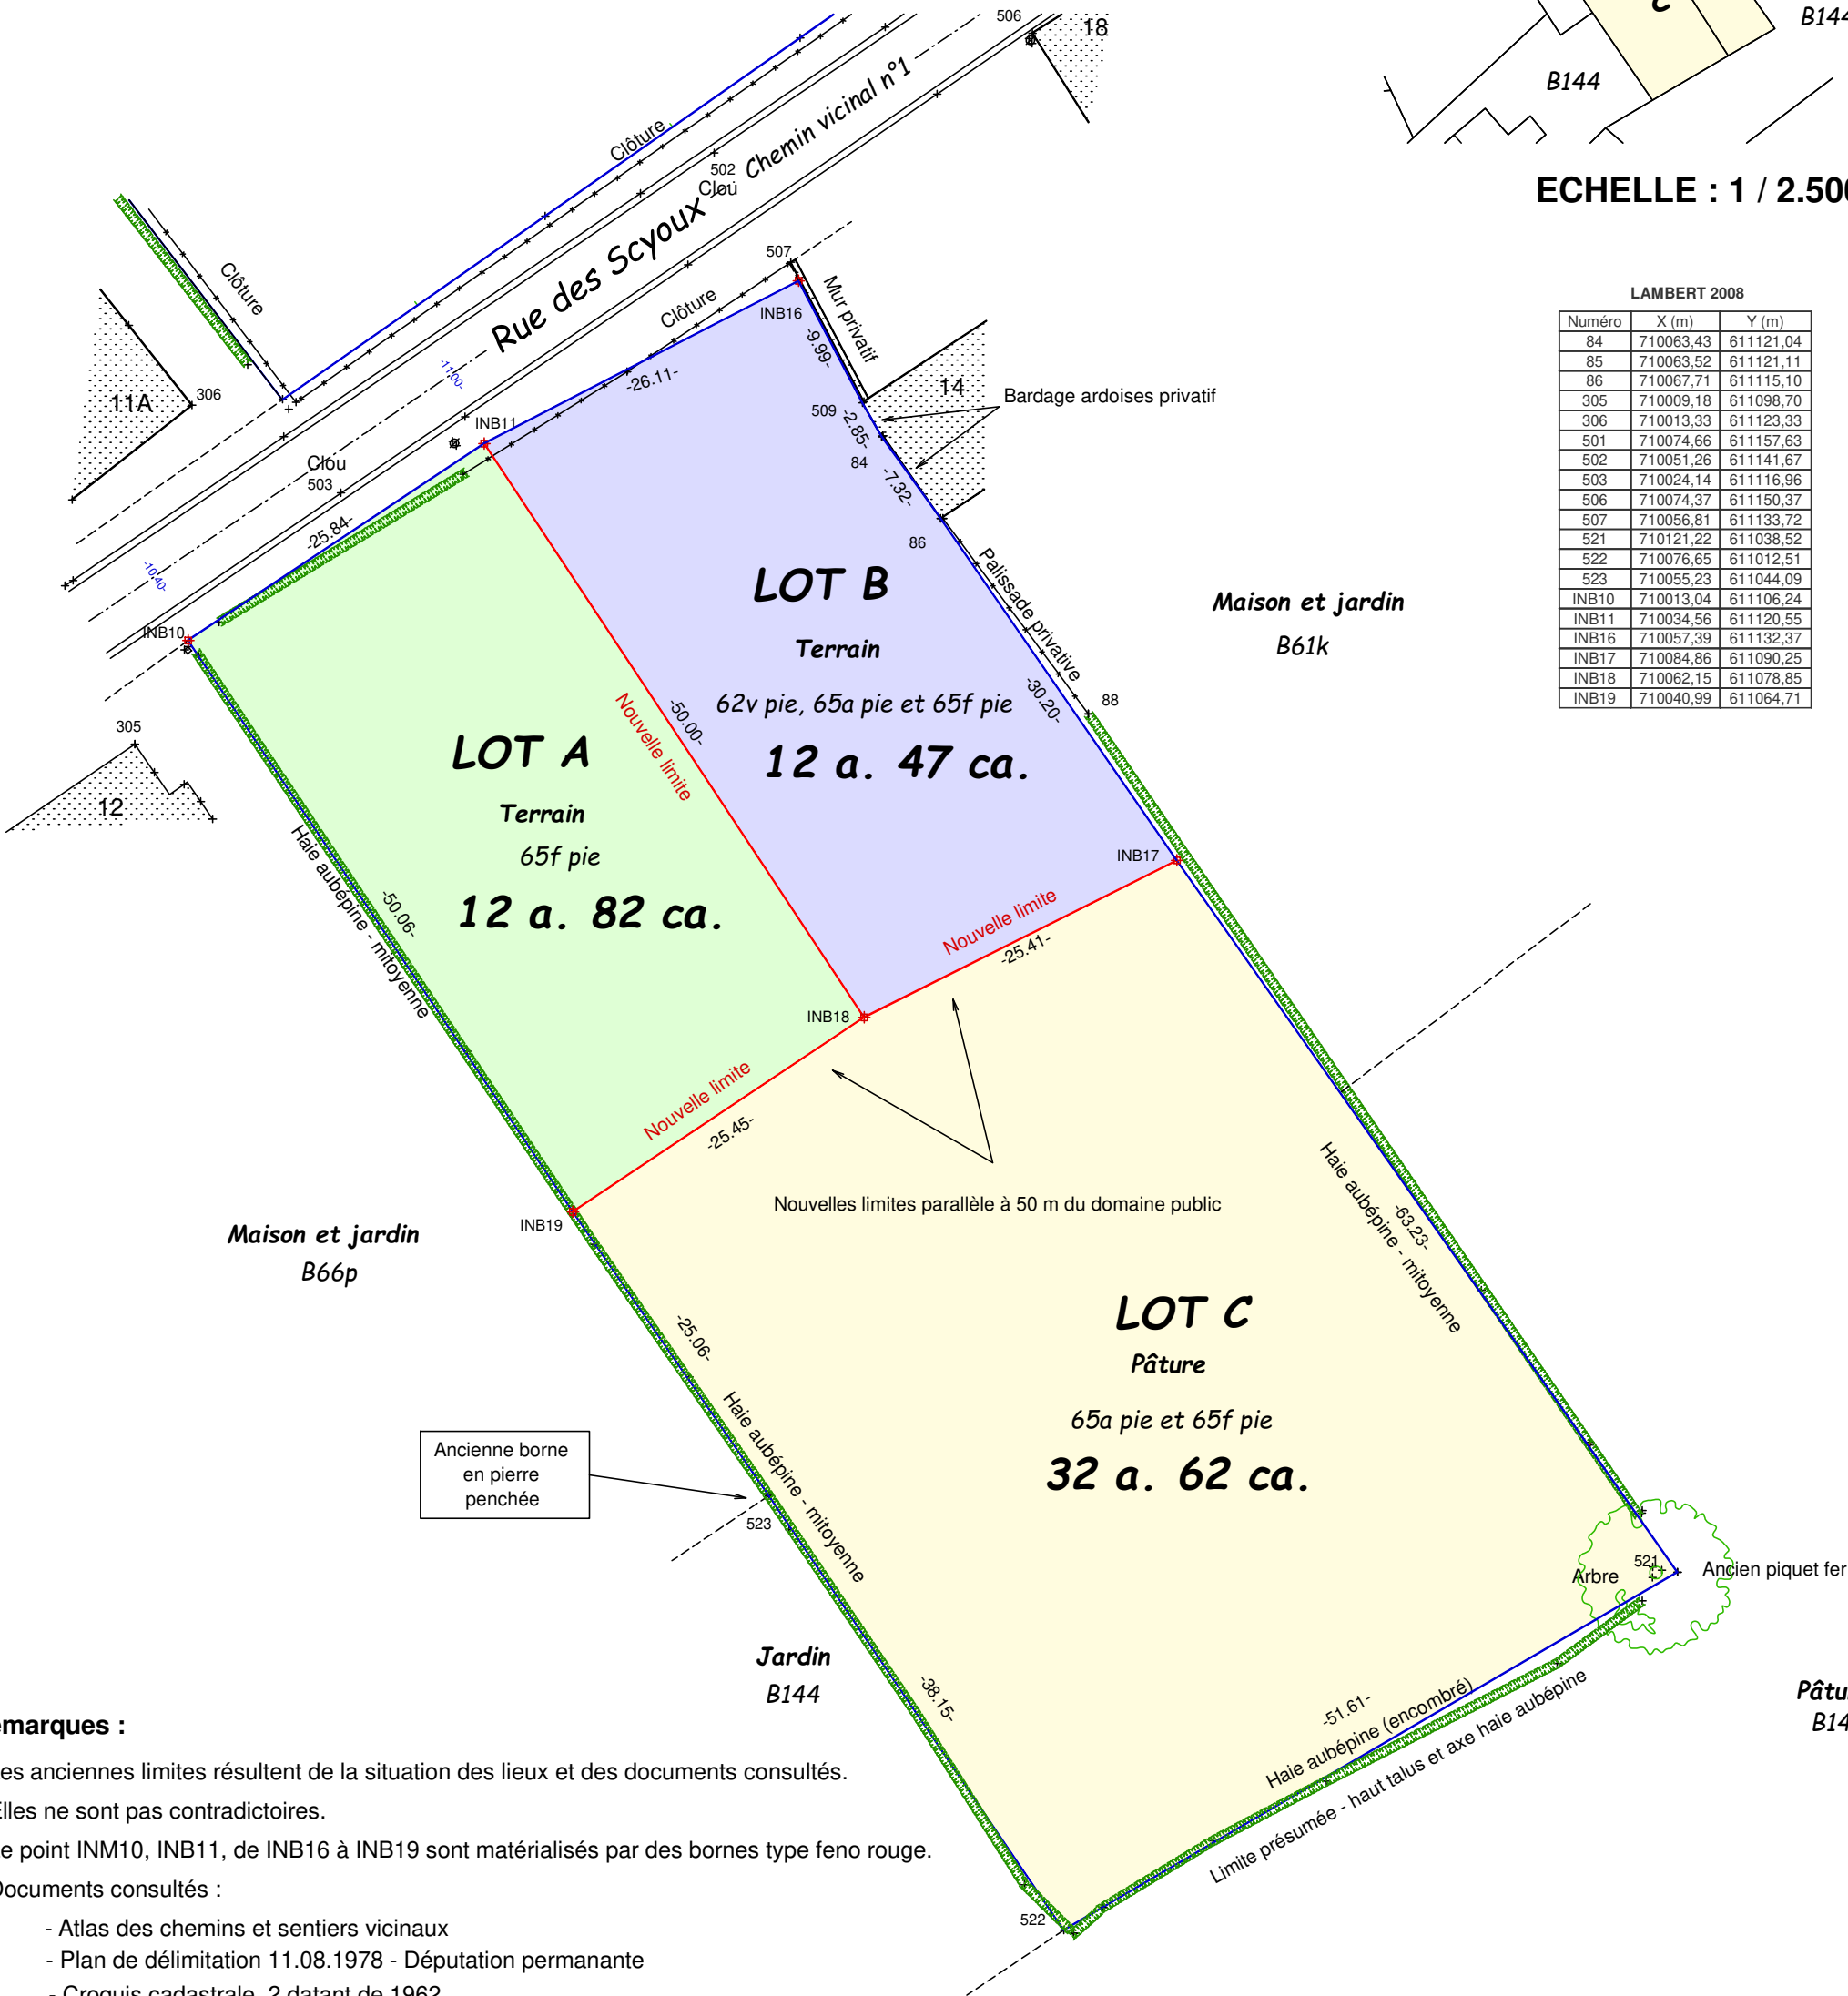 506
18
C
B144
B144
Clôture
502
Clou
Chemin vicinal n°1
ECHELLE : 1 / 2.500
Rue des Scyoux
Clôture
507
Clôture
Mur privatif
INB16
-9.99-
-11.00-
-26.11-
11A
306
14
Bardage ardoises privatif
509
-2.85-
84
INB11
Clou
503
-7.32-
-25.84-
-10.40-
86
Palissade privative
LOT B
Terrain
62v pie, 65a pie et 65f pie
12 a. 47 ca.
Maison et jardin
B61k
INB10
-30.20-
88
Nouvelle limite
-50.00-
305
12
LOT A
Terrain
65f pie
12 a. 82 ca.
INB17
Haie aubépine - mitoyenne
-50.06-
Nouvelle limite
-25.41-
INB18
Nouvelle limite
-25.45-
Nouvelles limites parallèle à 50 m du domaine public
INB19
Maison et jardin
B66p
Haie aubépine - mitoyenne
-63.23-
-25.06-
LOT C
Pâture
65a pie et 65f pie
32 a. 62 ca.
Haie aubépine - mitoyenne
Ancienne borne
en pierre
penchée
523
521
Arbre
Ancien piquet fer
Jardin
B144
-38.15-
-51.61-
Haie aubépine (encombré)
Limite présumée - haut talus et axe haie aubépine
522
Pâtu
B14
LAMBERT 2008
Numéro X (m) Y (m)
84 710063,43 611121,04
85 710063,52 611121,11
86 710067,71 611115,10
305 710009,18 611098,70
306 710013,33 611123,33
501 710074,66 611157,63
502 710051,26 611141,67
503 710024,14 611116,96
506 710074,37 611150,37
507 710056,81 611133,72
521 710121,22 611038,52
522 710076,65 611012,51
523 710055,23 611044,09
INB10 710013,04 611106,24
INB11 710034,56 611120,55
INB16 710057,39 611132,37
INB17 710084,86 611090,25
INB18 710062,15 611078,85
INB19 710040,99 611064,71
emarques :
es anciennes limites résultent de la situation des lieux et des documents consultés.
Elles ne sont pas contradictoires.
e point INM10, INB11, de INB16 à INB19 sont matérialisés par des bornes type feno rouge.
Documents consultés :
- Atlas des chemins et sentiers vicinaux
- Plan de délimitation 11.08.1978 - Députation permanante
- Croquis cadastrale 2 datant de 1962